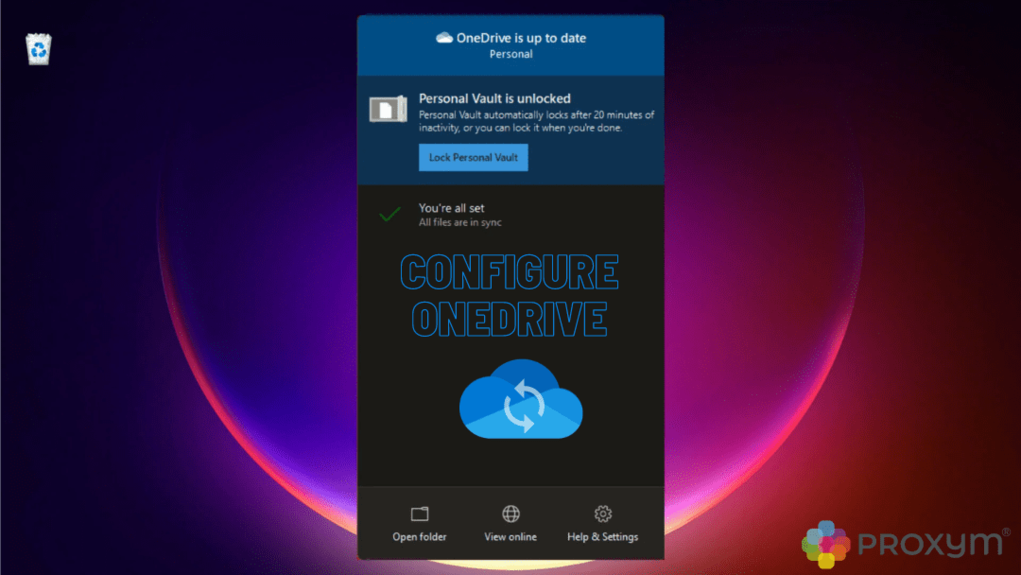 OneDrive is up to date
Personal
Personal Vault is unlocked
Personal Vault automatically locks after 20 minutes of
inactivity, or you can lock it when you're done.
Lock Personal Vault
You're all set
All files are in sync
CONFIGURE
ONEDRIVE
Open folder
View online
Help & Settings
PROXYM®